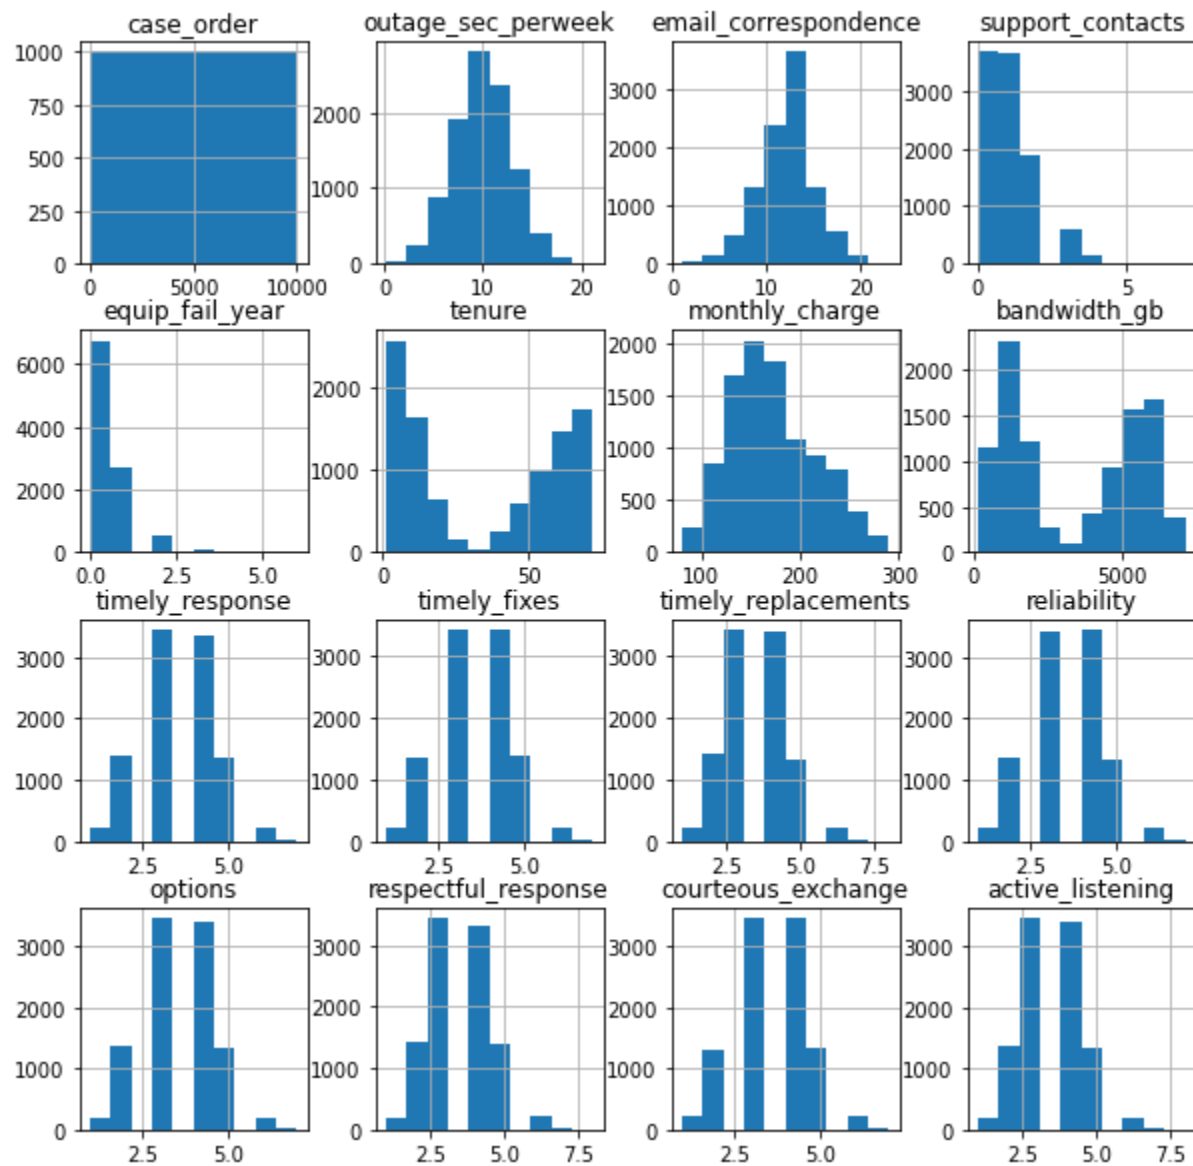 case_order outage_sec_perweek email_correspondence support_contacts
1000 750 500 250 0
0 5000 10000
2000 1000 0
0 10 20
3000 2000 1000 0
0 10 20
3000 2000 1000 0
0 5
equip_fail_year tenure monthly_charge bandwidth_gb
6000 4000 2000 0
0.0 2.5 5.0
2000 1000 0
0 50
2000 1500 1000 500 0
100 200 300
2000 1500 1000 500 0
0 5000
timely_response timely_fixes timely_replacements reliability
3000 2000 1000 0
2.5 5.0
3000 2000 1000 0
2.5 5.0
3000 2000 1000 0
2.5 5.0 7.5
3000 2000 1000 0
2.5 5.0
options respectful_response courteous_exchange active_listening
3000 2000 1000 0
2.5 5.0
3000 2000 1000 0
2.5 5.0 7.5
3000 2000 1000 0
2.5 5.0
3000 2000 1000 0
2.5 5.0 7.5